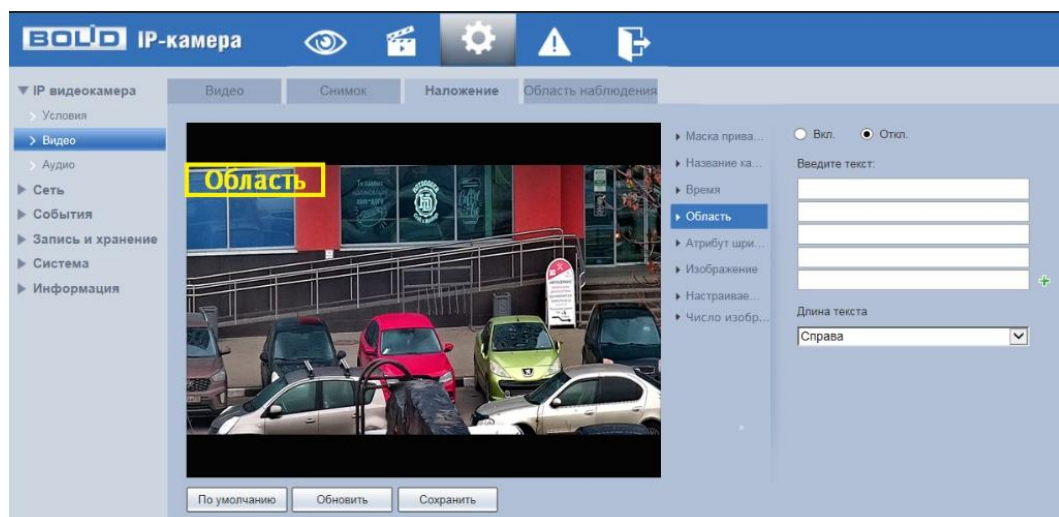 BOLID IP-камера
IP видеокамера
Условия
Видео
Аудио
Сеть
События
Запись и хранение
Система
Информация
Видео
Снимок
Наложение
Область наблюдения
Область
Маска прива...
Название ка...
Время
Область
Атрибут шри...
Изображение
Настраивае...
Число изобр...
Вкл.
Откл.
Введите текст:
Длина текста
Справа
По умолчанию
Обновить
Сохранить